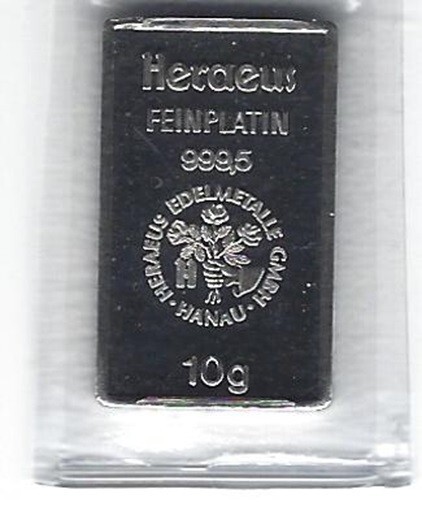 Heraeus
FEINPLATIN
999,5
HERAEUS EDELMETALLE GMBH
H
· HANAU ·
10g